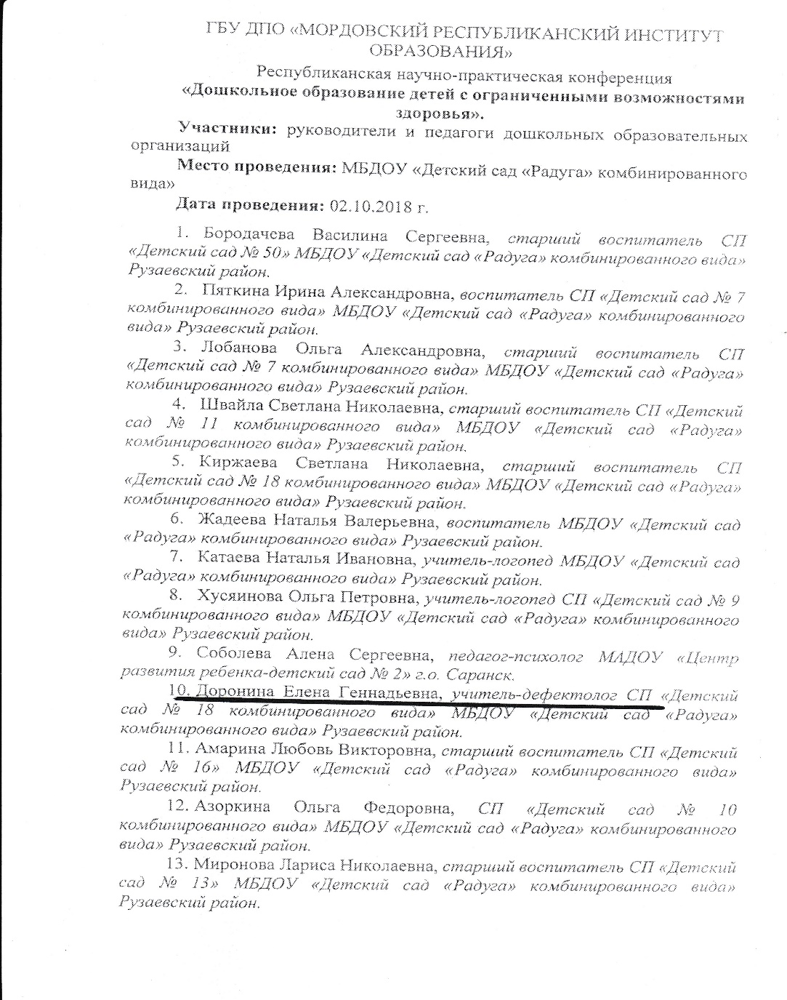 ГБУ ДПО «МОРДОВСКИЙ РЕСПУБЛИКАНСКИЙ ИНСТИТУТ
ОБРАЗОВАНИЯ»
Республиканская научно-практическая конференция
«Дошкольное образование детей с ограниченными возможностями
здоровья».
Участники: руководители и педагоги дошкольных образовательных
организаций
Место проведения: МБДОУ «Детский сад «Радуга» комбинированного
вида»
Дата проведения: 02.10.2018 г.
1. Бородачева Василина Сергеевна, старший воспитатель СП
«Детский сад № 50» МБДОУ «Детский сад «Радуга» комбинированного вида»
Рузаевский район.
2. Пяткина Ирина Александровна, воспитатель СП «Детский сад № 7
комбинированного вида» МБДОУ «Детский сад «Радуга» комбинированного
вида» Рузаевский район.
3. Лобанова Ольга Александровна, старший воспитатель СП
«Детский сад № 7 комбинированного вида» МБДОУ «Детский сад «Радуга»
комбинированного вида» Рузаевский район.
4. Швайла Светлана Николаевна, старший воспитатель СП «Детский
сад № 11 комбинированного вида» МБДОУ «Детский сад «Радуга»
комбинированного вида» Рузаевский район.
5. Киржаева Светлана Николаевна, старший воспитатель СП
«Детский сад № 18 комбинированного вида» МБДОУ «Детский сад «Радуга»
комбинированного вида» Рузаевский район.
6. Жадеева Наталья Валерьевна, воспитатель МБДОУ «Детский сад
«Радуга» комбинированного вида» Рузаевский район.
7. Катаева Наталья Ивановна, учитель-логопед МБДОУ «Детский сад
«Радуга» комбинированного вида» Рузаевский район.
8. Хусяинова Ольга Петровна, учитель-логопед СП «Детский сад № 9
комбинированного вида» МБДОУ «Детский сад «Радуга» комбинированного
вида» Рузаевский район.
9. Соболева Алена Сергеевна, педагог-психолог МАДОУ «Центр
развития ребенка-детский сад № 2» г.о. Саранск.
10. Доронина Елена Геннадьевна, учитель-дефектолог СП «Детский
сад № 18 комбинированного вида» МБДОУ «Детский сад «Радуга»
комбинированного вида» Рузаевский район.
11. Амарина Любовь Викторовна, старший воспитатель СП «Детский
сад № 16» МБДОУ «Детский сад «Радуга» комбинированного вида»
Рузаевский район.
12. Азоркина Ольга Федоровна, СП «Детский сад № 10
комбинированного вида» МБДОУ «Детский сад «Радуга» комбинированного
вида» Рузаевский район.
13. Миронова Лариса Николаевна, старший воспитатель СП «Детский
сад № 13» МБДОУ «Детский сад «Радуга» комбинированного вида»
Рузаевский район.